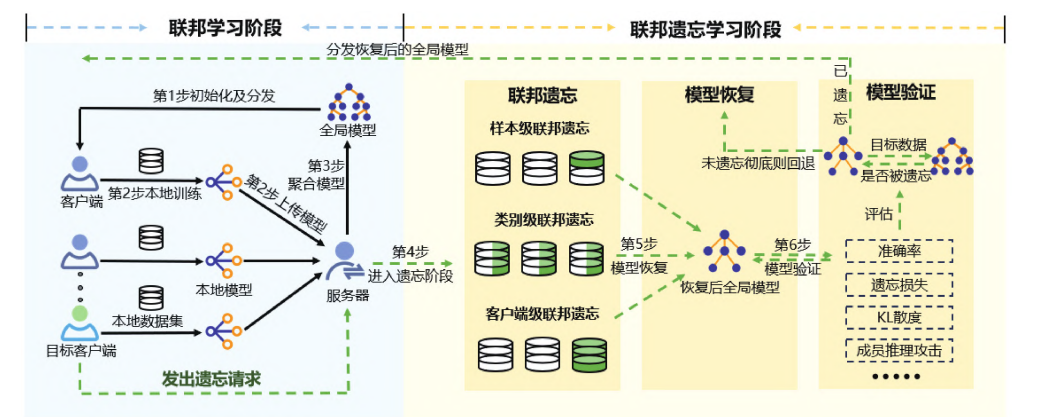 联邦学习阶段
联邦遗忘学习阶段
分发恢复后的全局模型
第1步初始化及分发
全局模型
第3步
聚合模型
客户端
第2步本地训练
第2步上传模型
本地模型
服务器
本地数据集
目标客户端
发出遗忘请求
第4步
进入遗忘阶段
联邦遗忘
样本级联邦遗忘
类别级联邦遗忘
客户端级联邦遗忘
第5步
模型恢复
模型恢复
未遗忘彻底则回退
恢复后全局模型
第6步
模型验证
已遗忘
模型验证
目标数据
是否被遗忘
评估
准确率
遗忘损失
KL散度
成员推理攻击